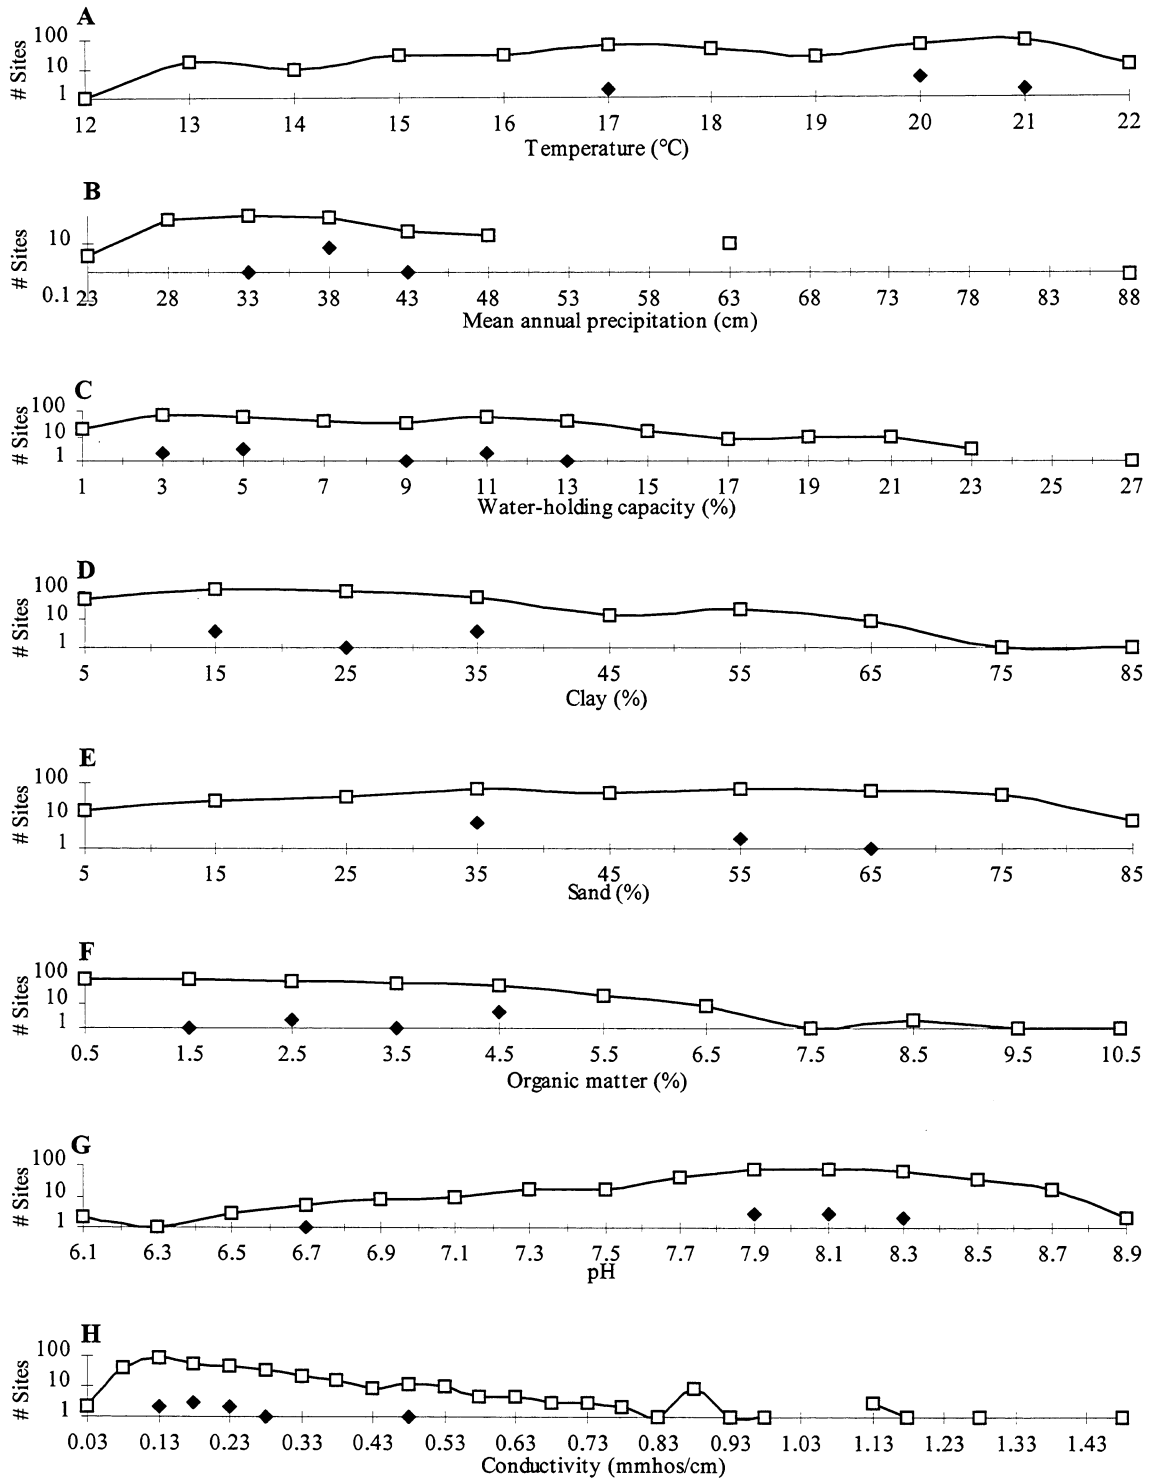 A
# Sites
100
10
1
12 13 14 15 16 17 18 19 20 21 22
Temperature (°C)
B
# Sites
10
0.1
23 28 33 38 43 48 53 58 63 68 73 78 83 88
Mean annual precipitation (cm)
C
# Sites
100
10
1
1 3 5 7 9 11 13 15 17 19 21 23 25 27
Water-holding capacity (%)
D
# Sites
100
10
1
5 15 25 35 45 55 65 75 85
Clay (%)
E
# Sites
100
10
1
5 15 25 35 45 55 65 75 85
Sand (%)
F
# Sites
100
10
1
0.5 1.5 2.5 3.5 4.5 5.5 6.5 7.5 8.5 9.5 10.5
Organic matter (%)
G
# Sites
100
10
1
6.1 6.3 6.5 6.7 6.9 7.1 7.3 7.5 7.7 7.9 8.1 8.3 8.5 8.7 8.9
pH
H
# Sites
100
10
1
0.03 0.13 0.23 0.33 0.43 0.53 0.63 0.73 0.83 0.93 1.03 1.13 1.23 1.33 1.43
Conductivity (mmhos/cm)